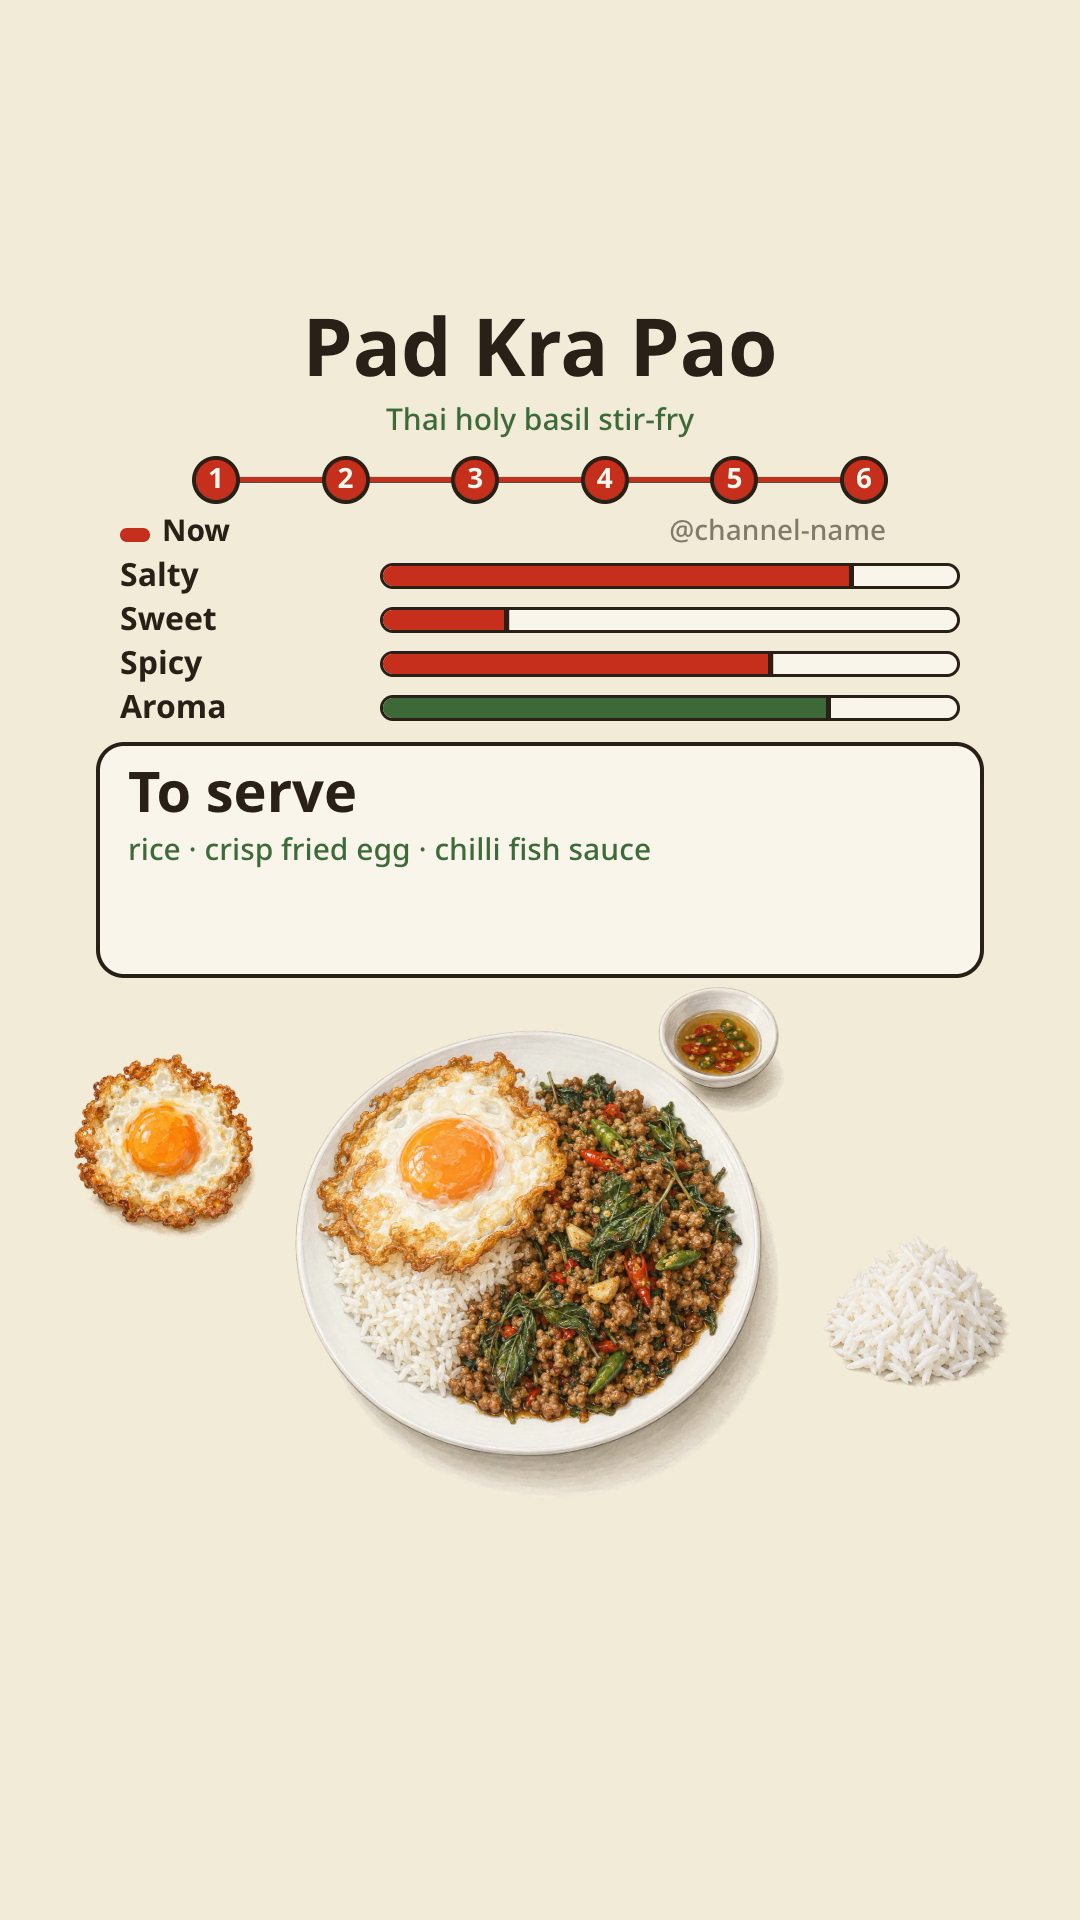 Pad Kra Pao
Thai holy basil stir-fry
1 2 3 4 5 6
Now @channel-name
Salty
Sweet
Spicy
Aroma
To serve
rice · crisp fried egg · chilli fish sauce